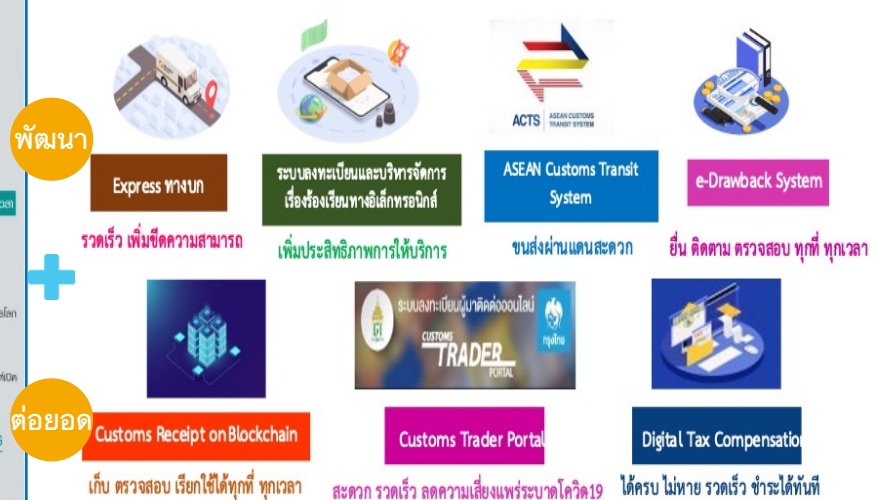 พัฒนา
ACTS ASEAN CUSTOMS
TRANSIT SYSTEM
Express ทางบก
ระบบลงทะเบียนและบริหารจัดการ
เรื่องร้องเรียนทางอิเล็กทรอนิกส์
ASEAN Customs Transit
System
e-Drawback System
รวดเร็ว เพิ่มขีดความสามารถ
เพิ่มประสิทธิภาพการให้บริการ
ขนส่งผ่านแดนสะดวก
ยื่น ติดตาม ตรวจสอบ ทุกที่ ทุกเวลา
ระบบลงทะเบียนผู้มาติดต่อออนไลน์
CUSTOMS
TRADER
PORTAL
กรุงไทย
ต่อยอด
Customs Receipt on Blockchain
Customs Trader Portal
Digital Tax Compensation
เก็บ ตรวจสอบ เรียกใช้ได้ทุกที่ ทุกเวลา
สะดวก รวดเร็ว ลดความเสี่ยงแพร่ระบาดโควิด19
ได้ครบ ไม่หาย รวดเร็ว ชำระได้ทันที